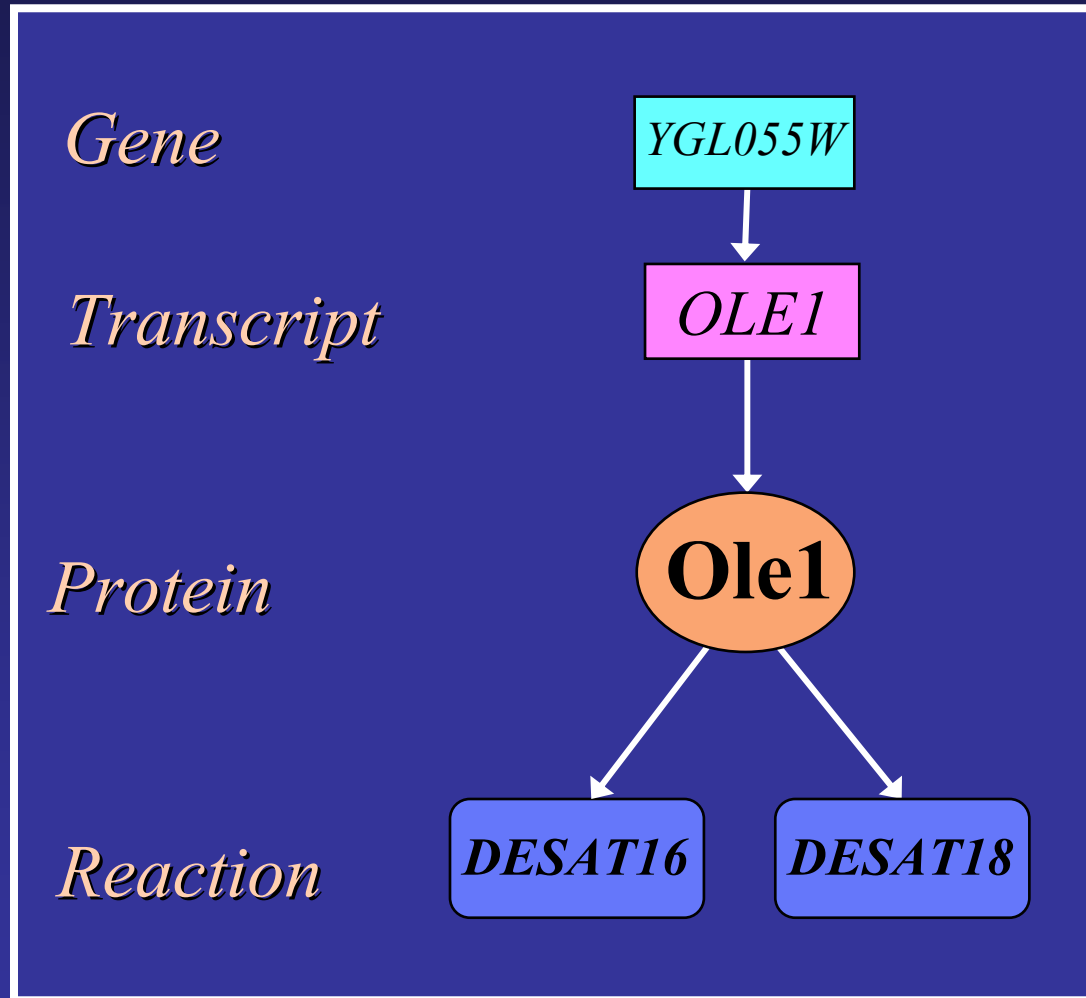 Gene
YGL055W
Transcript
OLE1
Protein
Ole1
Reaction
DESAT16
DESAT18